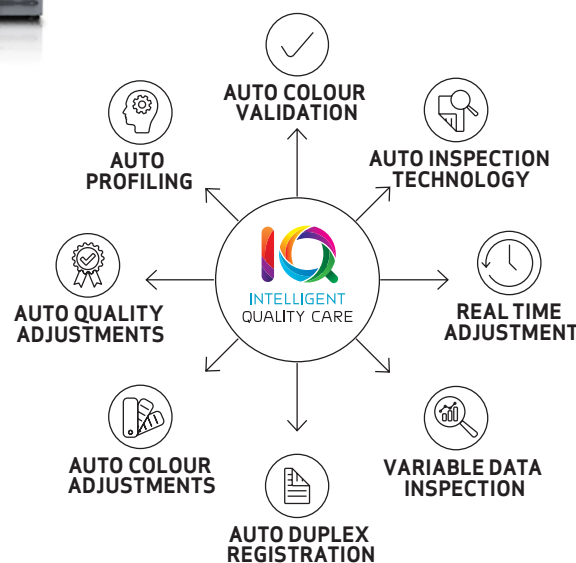 AUTO COLOUR
VALIDATION
AUTO
PROFILING
AUTO INSPECTION
TECHNOLOGY
IQ
INTELLIGENT
QUALITY CARE
AUTO QUALITY
ADJUSTMENTS
REAL TIME
ADJUSTMENT
AUTO COLOUR
ADJUSTMENTS
VARIABLE DATA
INSPECTION
AUTO DUPLEX
REGISTRATION